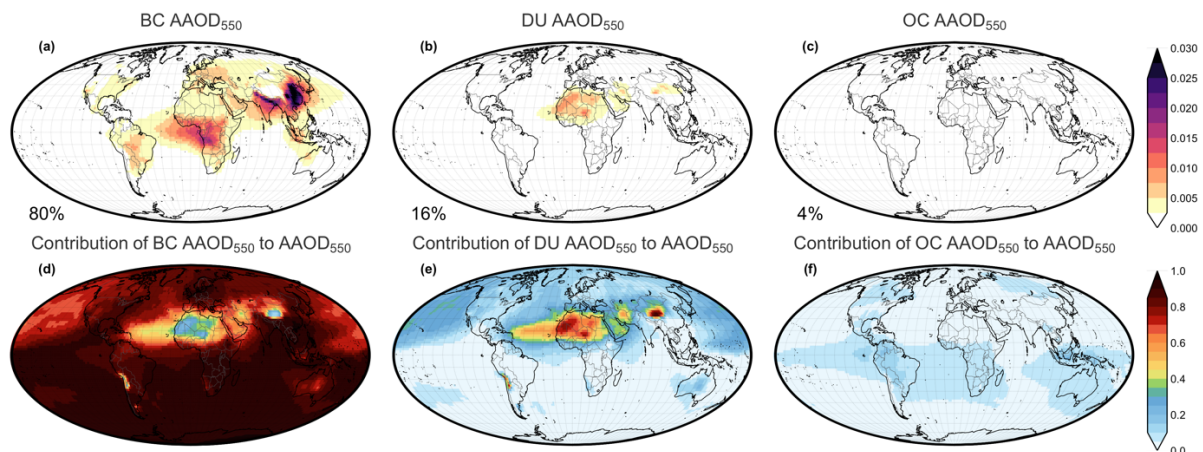 BC AAOD550
DU AAOD550
OC AAOD550
(a)
(b)
(c)
0.030
0.025
0.020
0.015
0.010
0.005
0.0025
0.000
80%
16%
4%
Contribution of BC AAOD550 to AAOD550
Contribution of DU AAOD550 to AAOD550
Contribution of OC AAOD550 to AAOD550
(d)
(e)
(f)
1.0
0.8
0.6
0.4
0.2
0.0